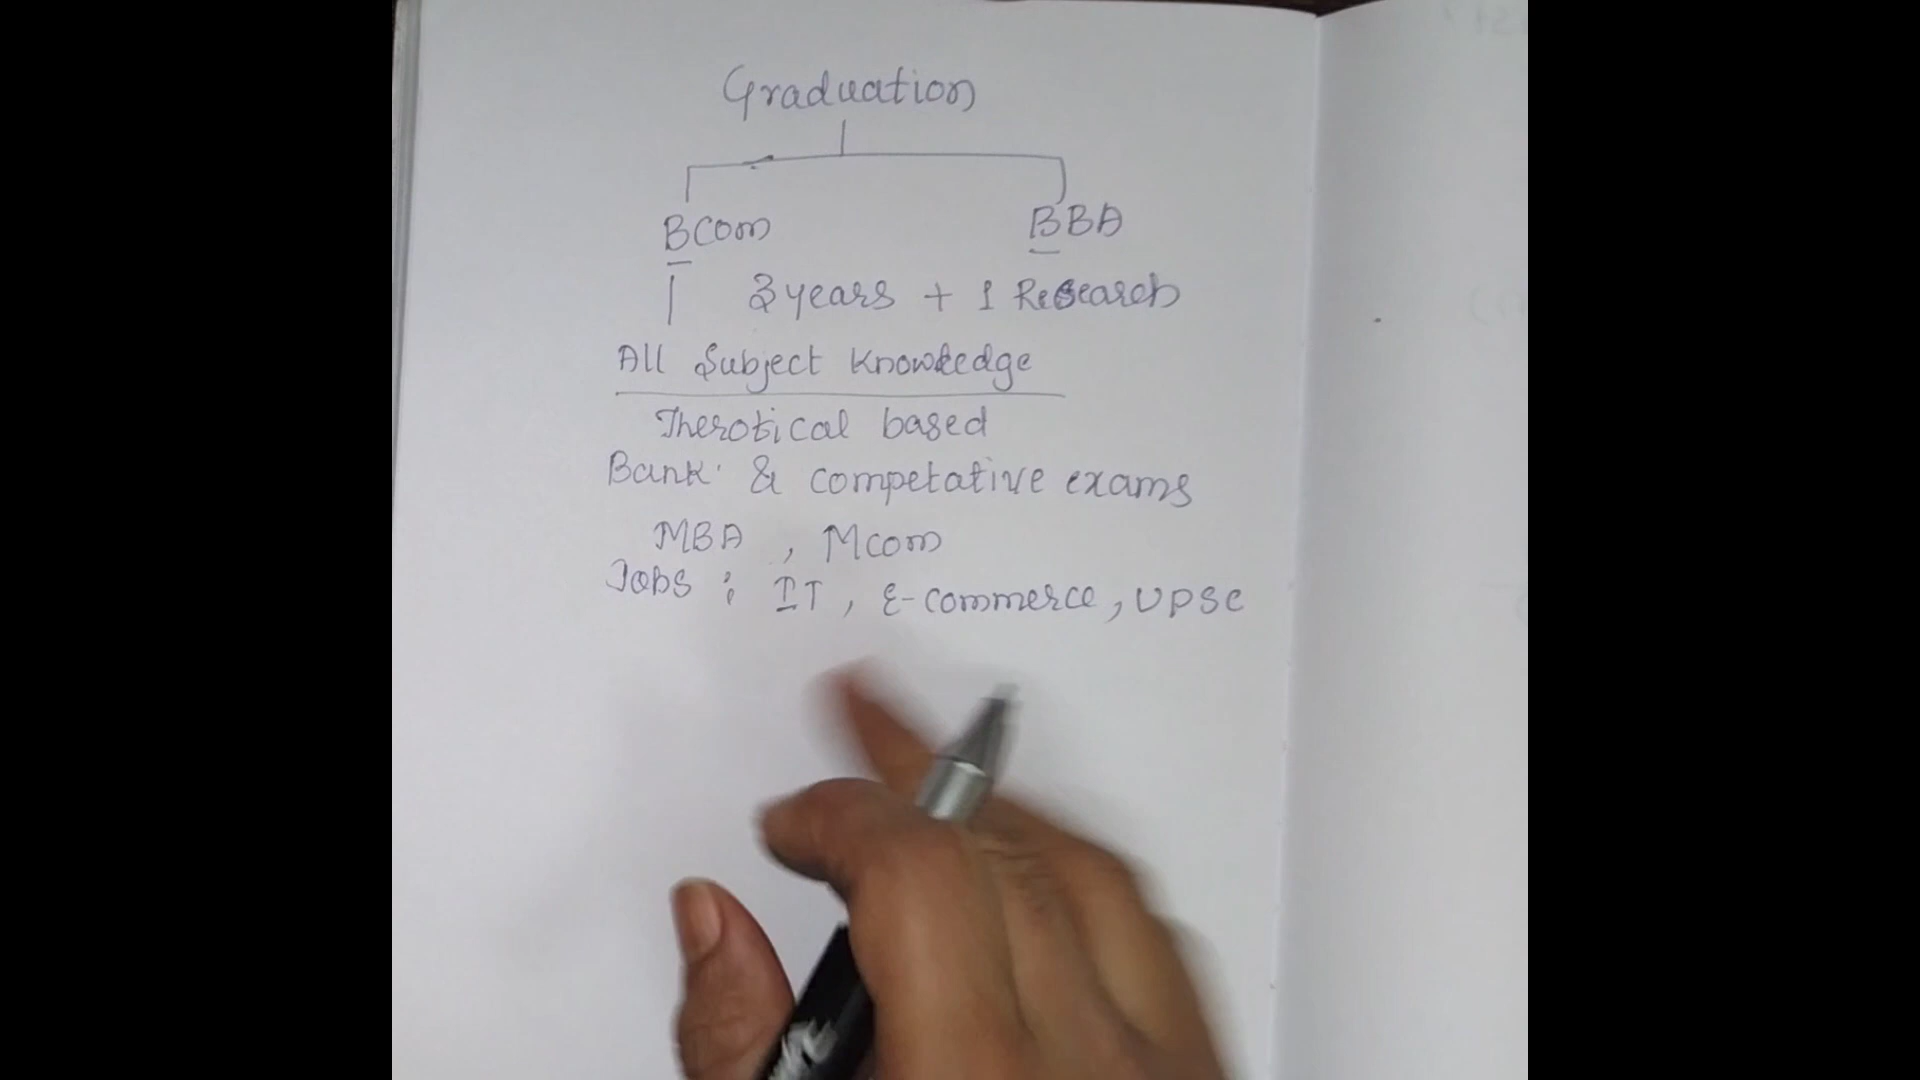 Graduation
Bcom BBA
3 years + 1 Research
All Subject Knowledge
Therotical based
Bank & competative exams
MBA , Mcom
Jobs : IT, E-commerce, UPSC